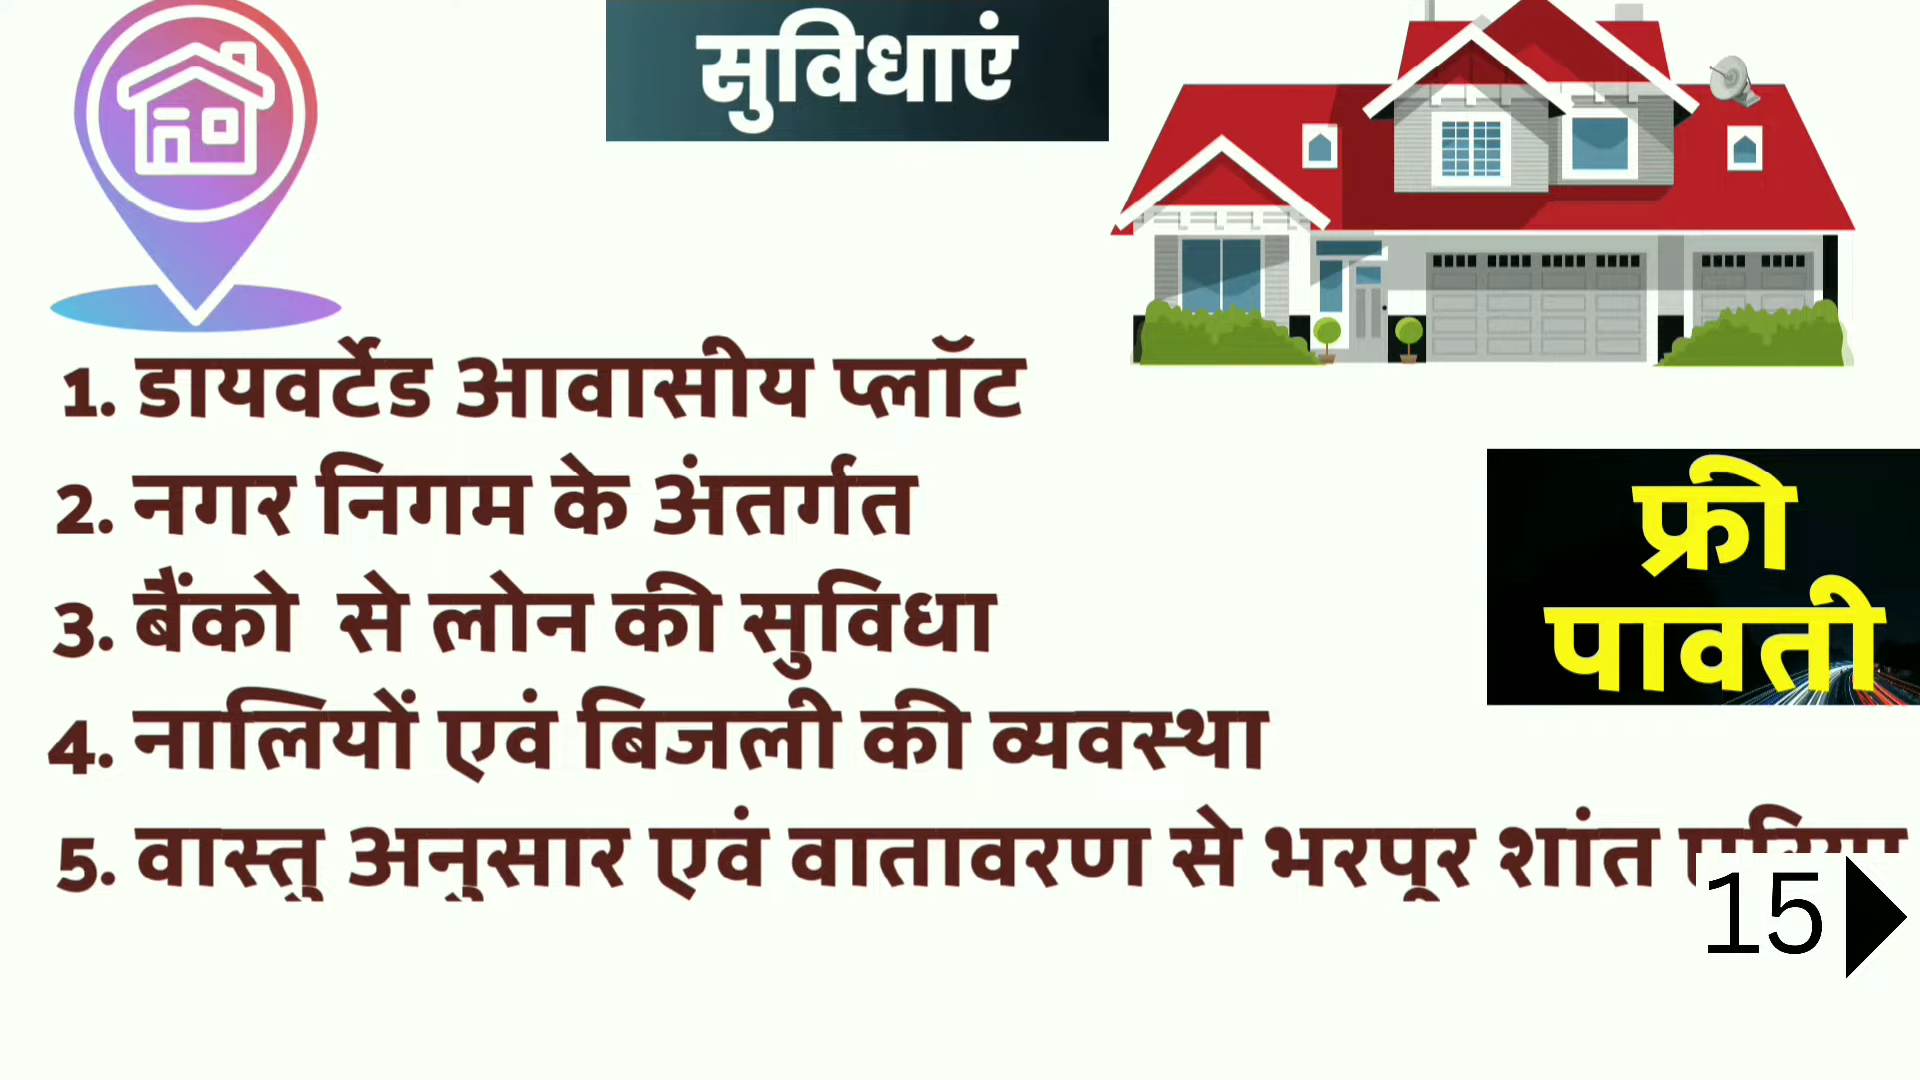 सुविधाएं
1. डायवर्टेड आवासीय प्लॉट
2. नगर निगम के अंतर्गत
3. बैंको से लोन की सुविधा
4. नालियों एवं बिजली की व्यवस्था
5. वास्तु अनुसार एवं वातावरण से भरपूर शांत
फ्री
पावती
15